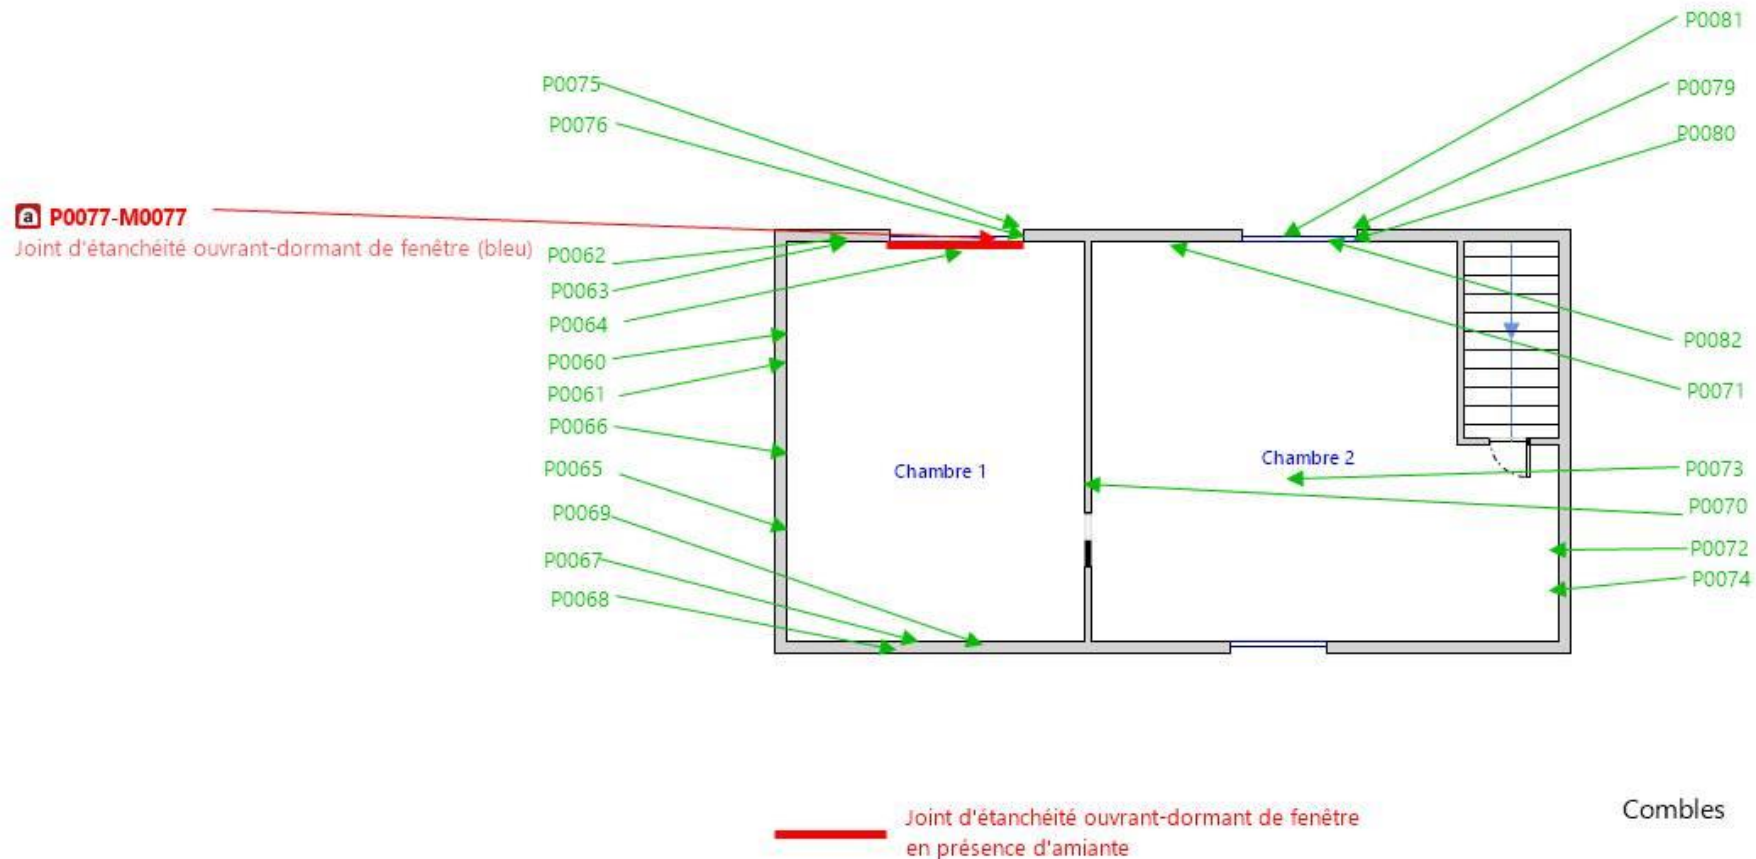 P0081
P0075
P0079
P0076
P0080
a P0077-M0077
Joint d'étanchéité ouvrant-dormant de fenêtre (bleu)
P0062
P0063
P0064
P0082
P0060
P0061
P0071
P0066
Chambre 1
Chambre 2
P0065
P0073
P0069
P0070
P0067
P0072
P0068
P0074
Combles
Joint d'étanchéité ouvrant-dormant de fenêtre
en présence d'amiante